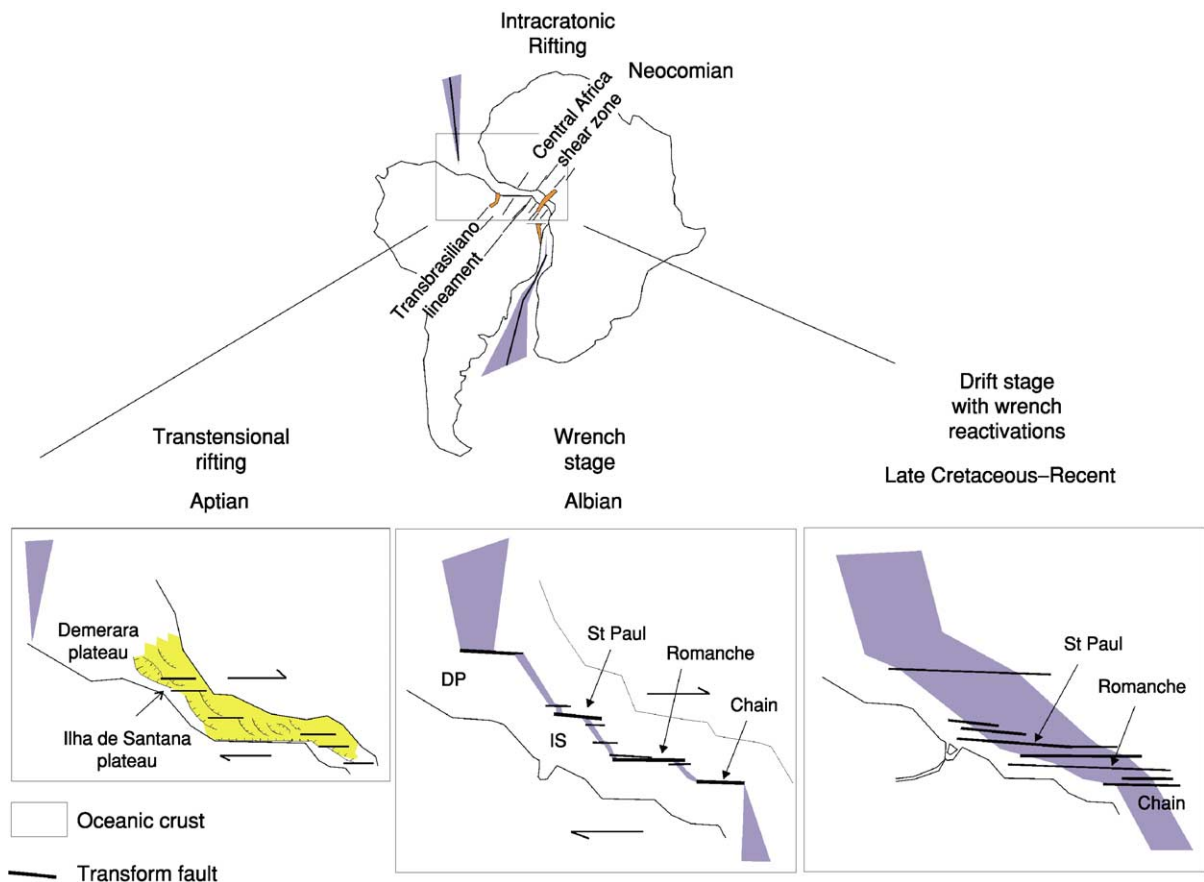 Intracratonic
Rifting
Neocomian
Central Africa
shear zone
Transbrasiliano
lineament
Transtensional
rifting
Aptian
Wrench
stage
Albian
Drift stage
with wrench
reactivations
Late Cretaceous–Recent
Demerara
plateau
Ilha de Santana
plateau
DP
IS
St Paul
Romanche
Chain
St Paul
Romanche
Chain
Oceanic crust
Transform fault